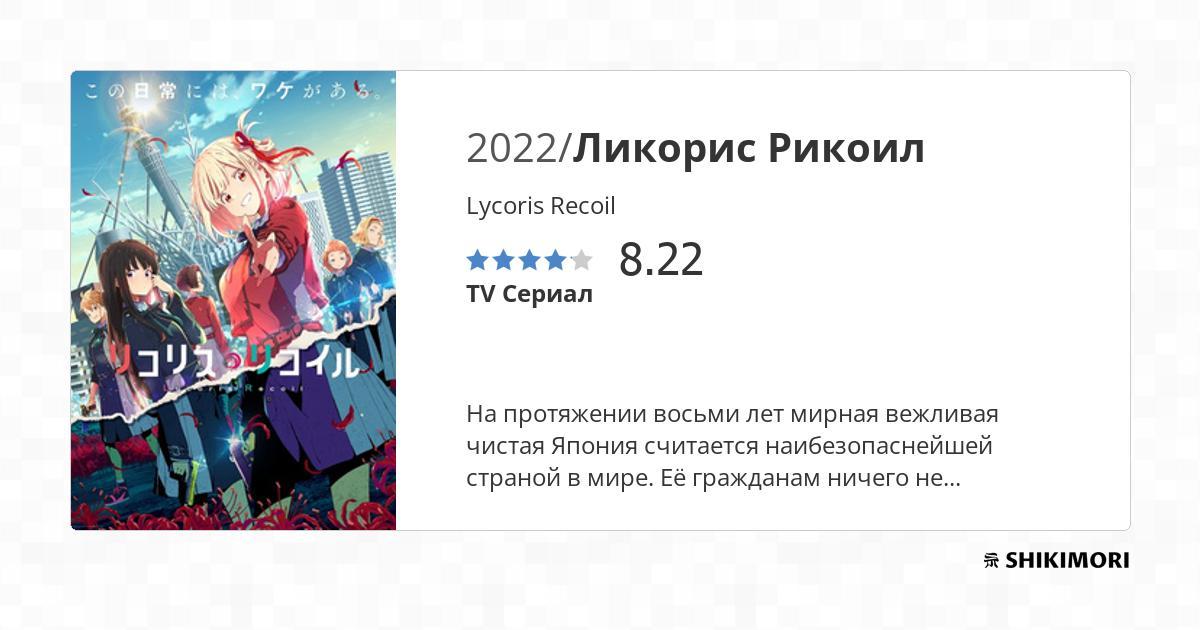 この日常には、ワケがある。
リコリス・リコイル
Lycoris Recoil
2022/Ликорис Рикоил
Lycoris Recoil
8.22
TV Сериал
На протяжении восьми лет мирная вежливая
чистая Япония считается наибезопаснейшей
страной в мире. Её гражданам ничего не...
SHIKIMORI